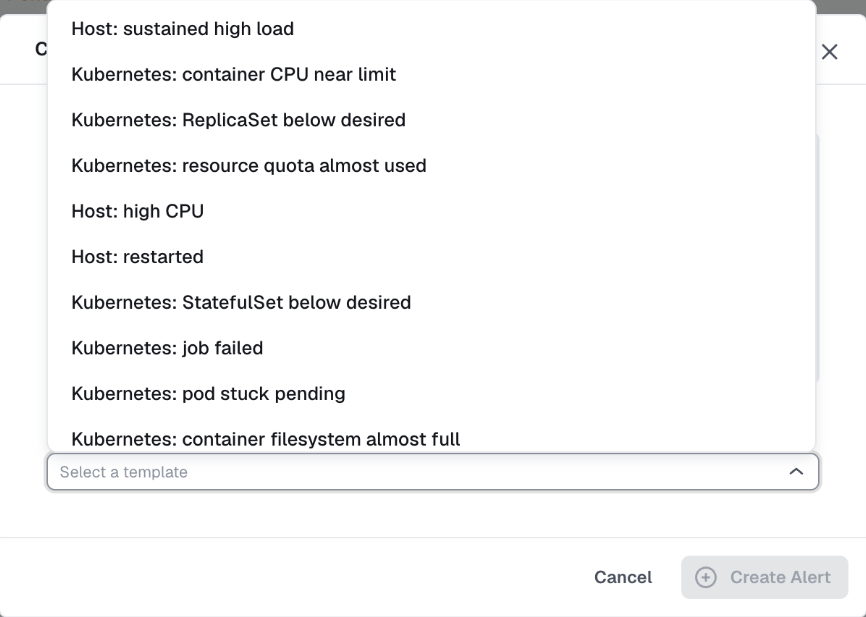 Host: sustained high load
C
Kubernetes: container CPU near limit
Kubernetes: ReplicaSet below desired
Kubernetes: resource quota almost used
Host: high CPU
Host: restarted
Kubernetes: StatefulSet below desired
Kubernetes: job failed
Kubernetes: pod stuck pending
Kubernetes: container filesystem almost full
Select a template
Cancel
Create Alert